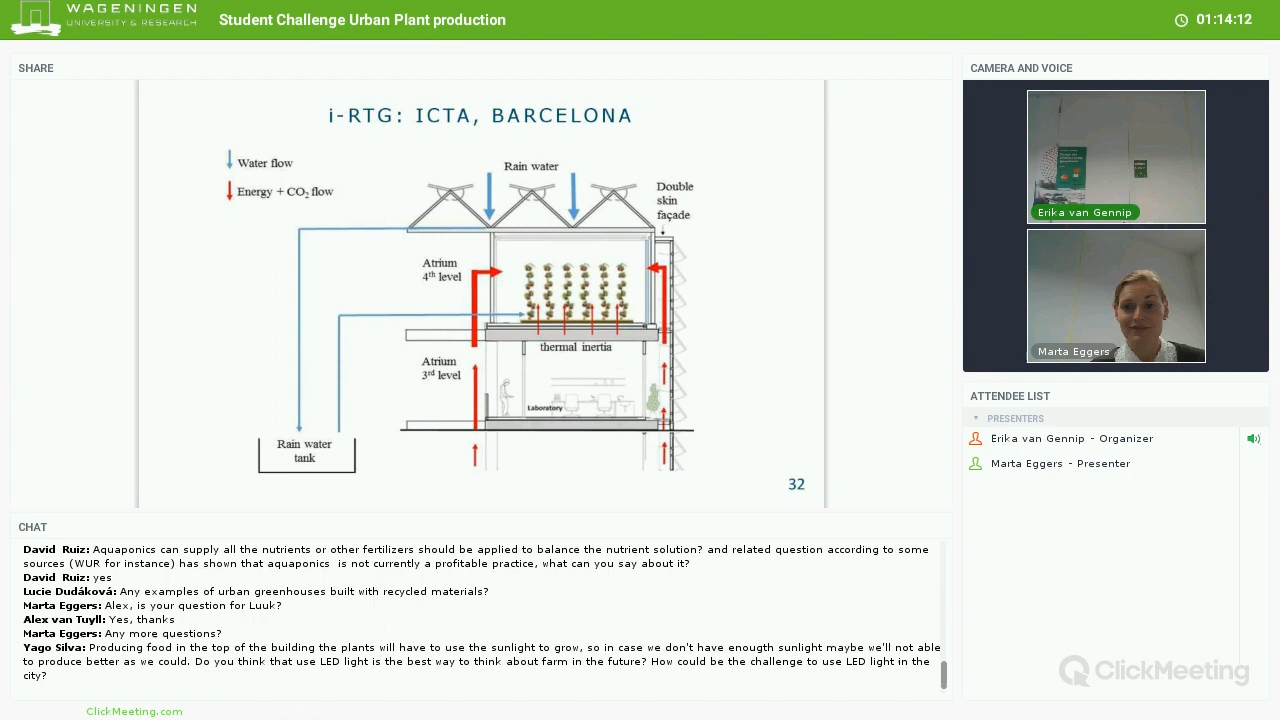 WAGENINGEN
UNIVERSITY & RESEARCH
Student Challenge Urban Plant production
01:14:12
SHARE
i-RTG: ICTA, BARCELONA
Water flow
Energy + CO₂ flow
Rain water
Double
skin
façade
Atrium
4th level
thermal inertia
Atrium
3rd level
Laboratory
Rain water
tank
32
CAMERA AND VOICE
Erika van Gennip
Marta Eggers
ATTENDEE LIST
PRESENTERS
Erika van Gennip - Organizer
Marta Eggers - Presenter
CHAT
David Ruiz: Aquaponics can supply all the nutrients or other fertilizers should be applied to balance the nutrient solution? and related question according to some
sources (WUR for instance) has shown that aquaponics is not currently a profitable practice, what can you say about it?
David Ruiz: yes
Lucie Dudáková: Any examples of urban greenhouses built with recycled materials?
Marta Eggers: Alex, is your question for Luuk?
Alex van Tuyll: Yes, thanks
Marta Eggers: Any more questions?
Yago Silva: Producing food in the top of the building the plants will have to use the sunlight to grow, so in case we don't have enougth sunlight maybe we'll not able
to produce better as we could. Do you think that use LED light is the best way to think about farm in the future? How could be the challenge to use LED light in the
city?
ClickMeeting
ClickMeeting.com